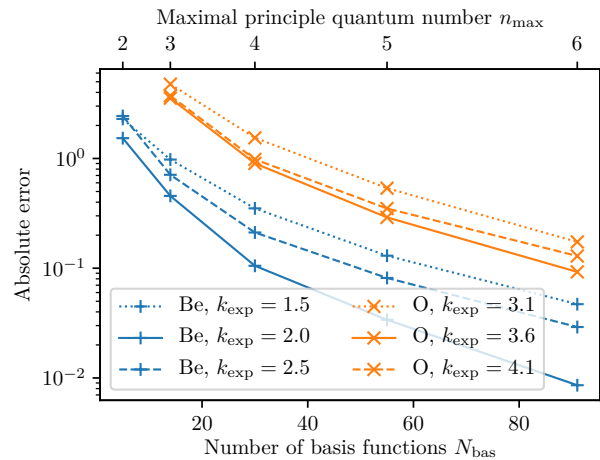 Maximal principle quantum number n_max
2 3 4 5 6
Absolute error
10^0
10^−1
10^−2
Be, k_exp = 1.5
Be, k_exp = 2.0
Be, k_exp = 2.5
O, k_exp = 3.1
O, k_exp = 3.6
O, k_exp = 4.1
20 40 60 80
Number of basis functions N_bas